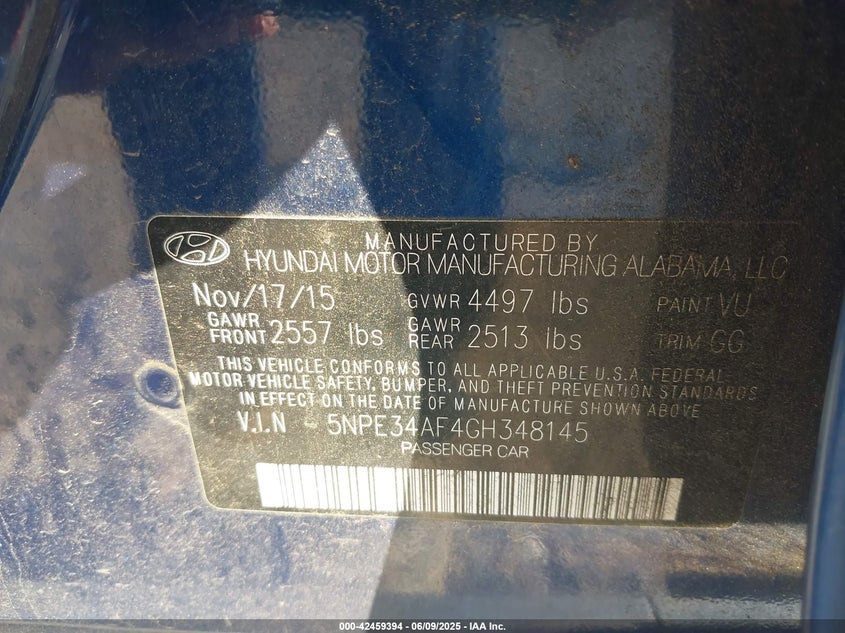 MANUFACTURED BY
HYUNDAI MOTOR MANUFACTURING ALABAMA, LLC
Nov/17/15 GVWR 4497 lbs PAINT VU
GAWR FRONT 2557 lbs GAWR REAR 2513 lbs TRIM GG
THIS VEHICLE CONFORMS TO ALL APPLICABLE U.S.A. FEDERAL
MOTOR VEHICLE SAFETY, BUMPER, AND THEFT PREVENTION STANDARDS
IN EFFECT ON THE DATE OF MANUFACTURE SHOWN ABOVE
V.I.N 5NPE34AF4GH348145
PASSENGER CAR
000-42459394 - 06/09/2025 - IAA Inc.